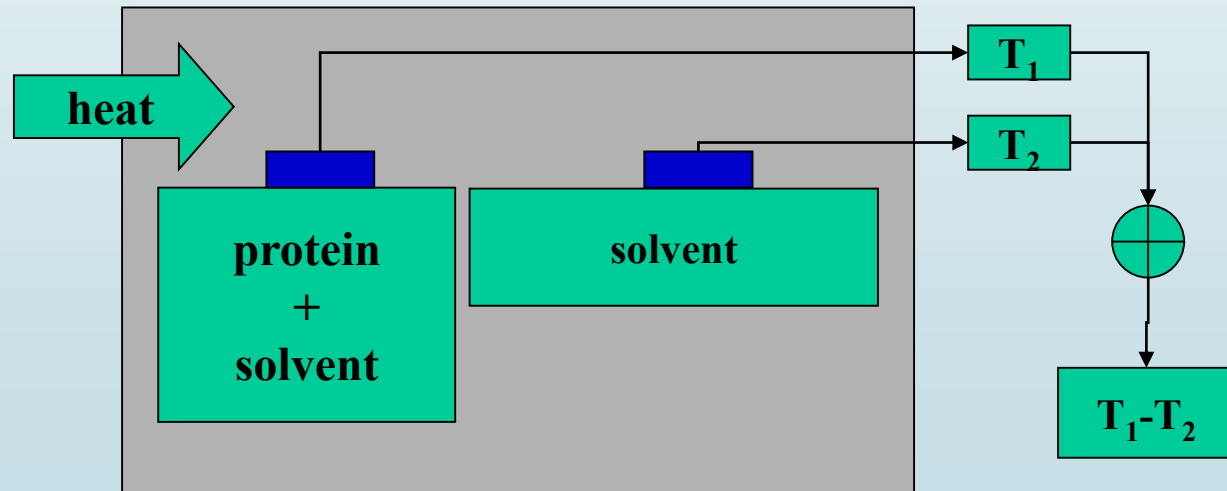 heat
T₁
T₂
protein
+
solvent
solvent
T₁-T₂